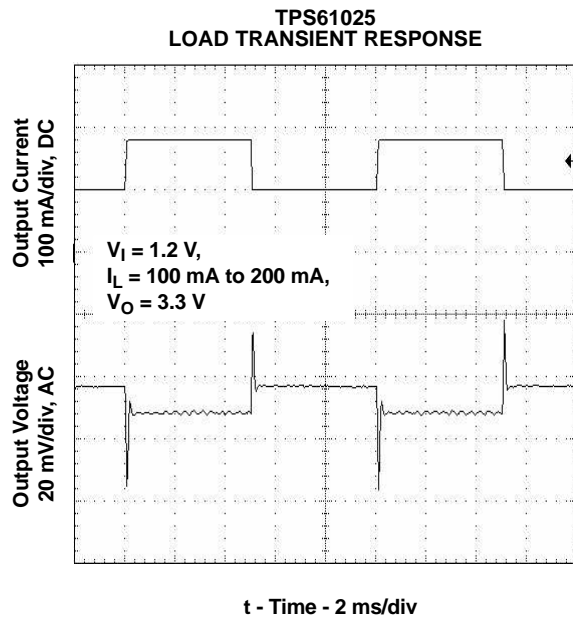 TPS61025
LOAD TRANSIENT RESPONSE
Output Current
100 mA/div, DC
V_I = 1.2 V,
I_L = 100 mA to 200 mA,
V_O = 3.3 V
Output Voltage
20 mV/div, AC
t - Time - 2 ms/div